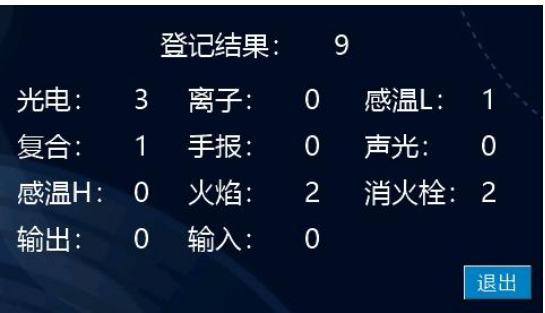 登记结果： 9
光电： 3 离子： 0 感温L： 1
复合： 1 手报： 0 声光： 0
感温H： 0 火焰： 2 消火栓： 2
输出： 0 输入： 0
退出